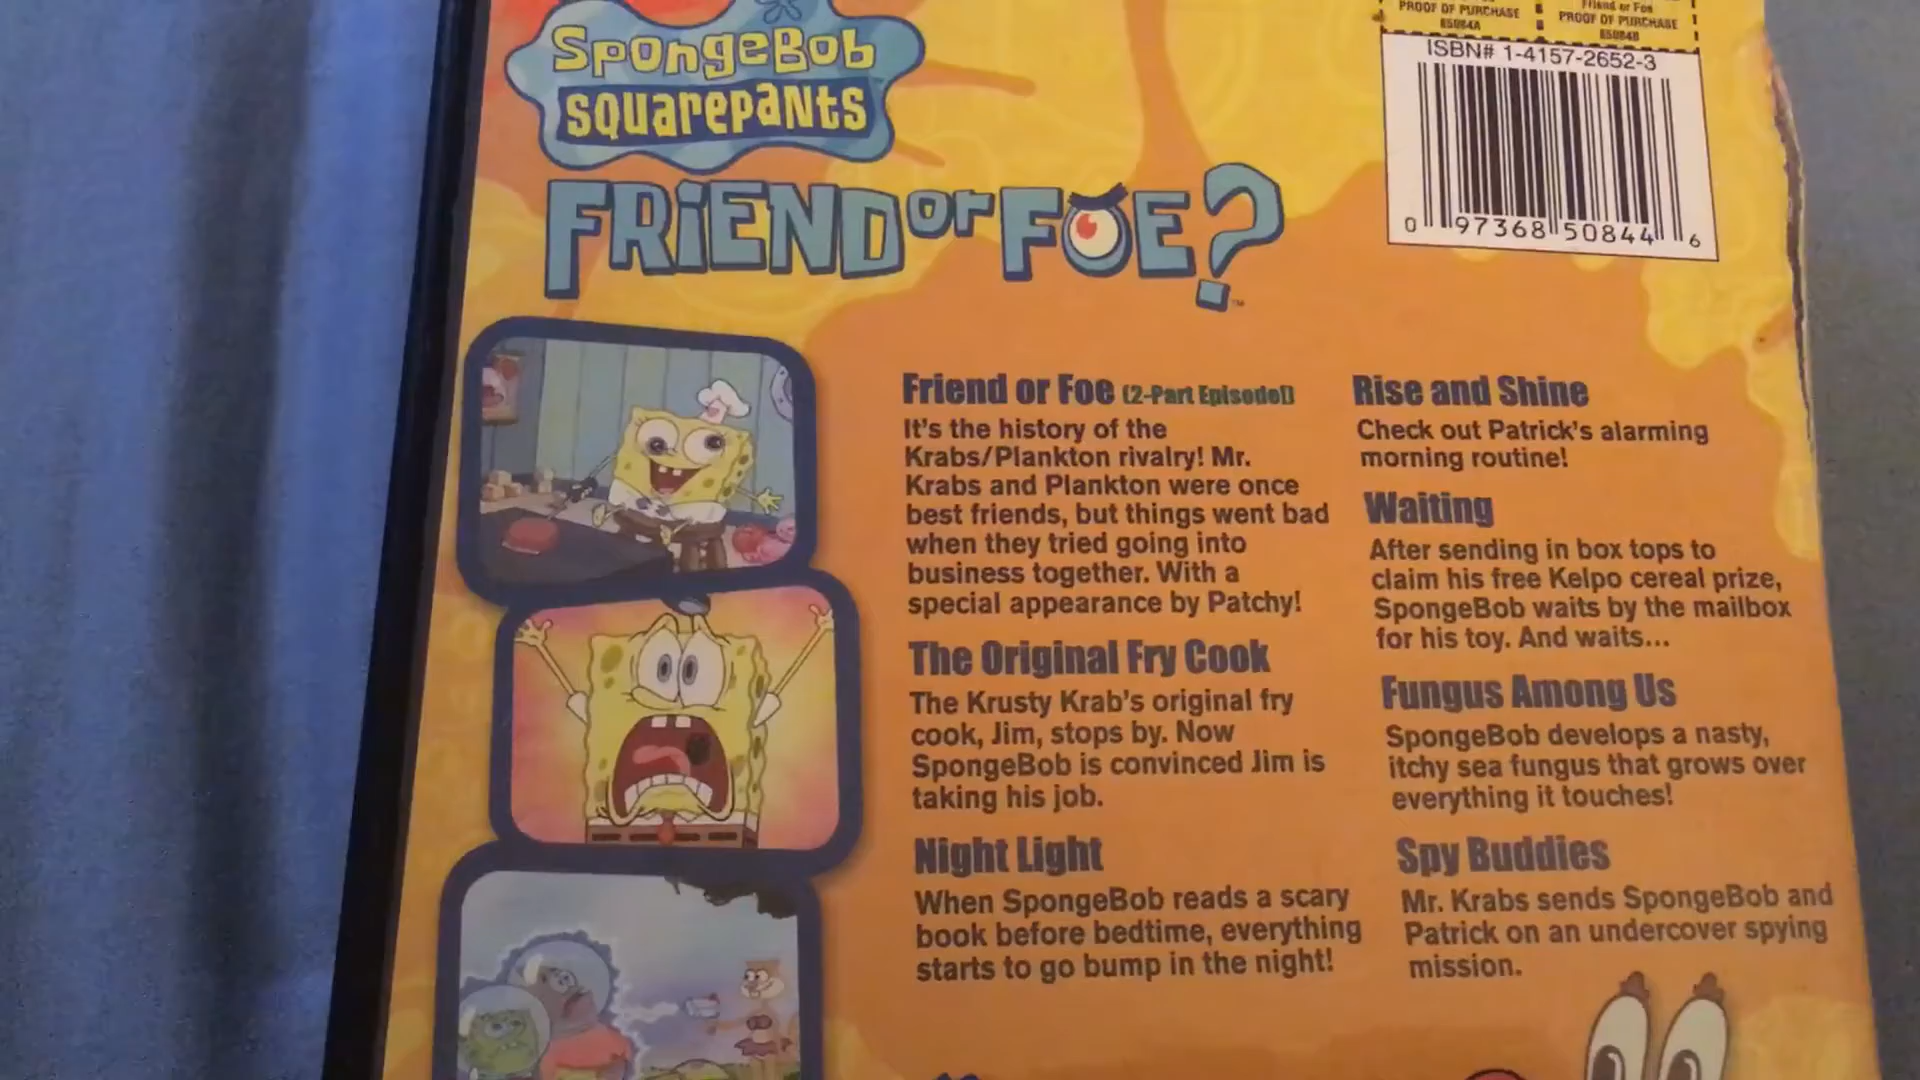 SpongeBob
SQUAREPANTS
FRIEND or FOE?
™
PROOF OF PURCHASE
85084A
Friend or Foe
PROOF OF PURCHASE
85084B
ISBN# 1-4157-2652-3
0 97368 50844 6
Friend or Foe (2-Part Episode!)
It's the history of the
Krabs/Plankton rivalry! Mr.
Krabs and Plankton were once
best friends, but things went bad
when they tried going into
business together. With a
special appearance by Patchy!
The Original Fry Cook
The Krusty Krab's original fry
cook, Jim, stops by. Now
SpongeBob is convinced Jim is
taking his job.
Night Light
When SpongeBob reads a scary
book before bedtime, everything
starts to go bump in the night!
Rise and Shine
Check out Patrick's alarming
morning routine!
Waiting
After sending in box tops to
claim his free Kelpo cereal prize,
SpongeBob waits by the mailbox
for his toy. And waits...
Fungus Among Us
SpongeBob develops a nasty,
itchy sea fungus that grows over
everything it touches!
Spy Buddies
Mr. Krabs sends SpongeBob and
Patrick on an undercover spying
mission.